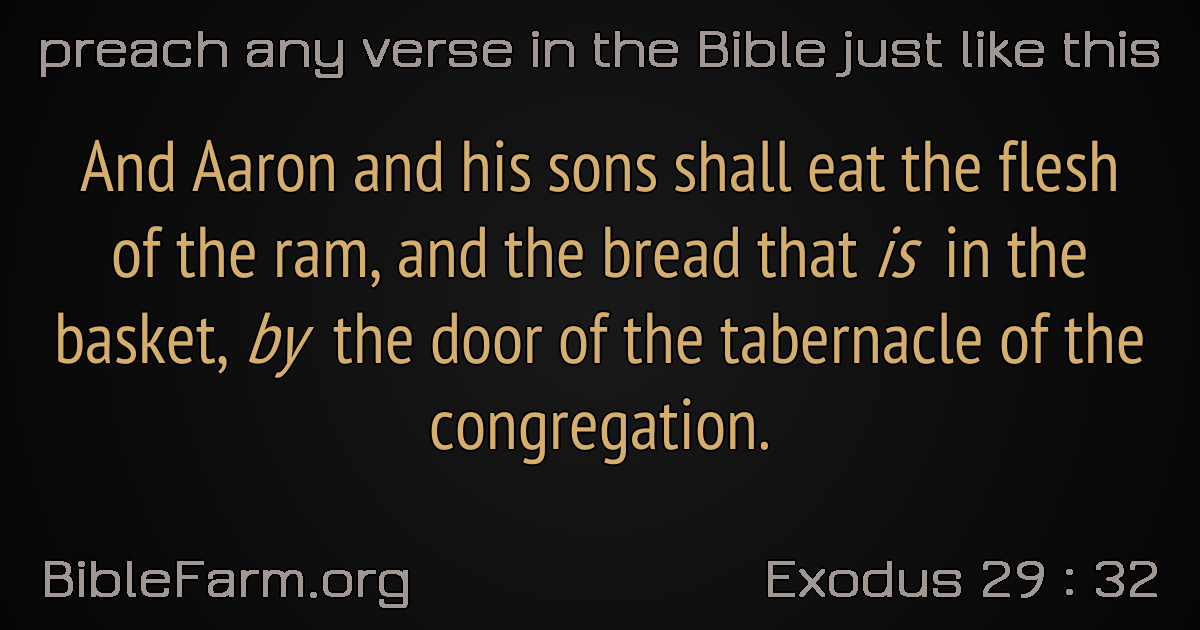 preach any verse in the Bible just like this
And Aaron and his sons shall eat the flesh
of the ram, and the bread that is in the
basket, by the door of the tabernacle of the
congregation.
BibleFarm.org
Exodus 29 : 32